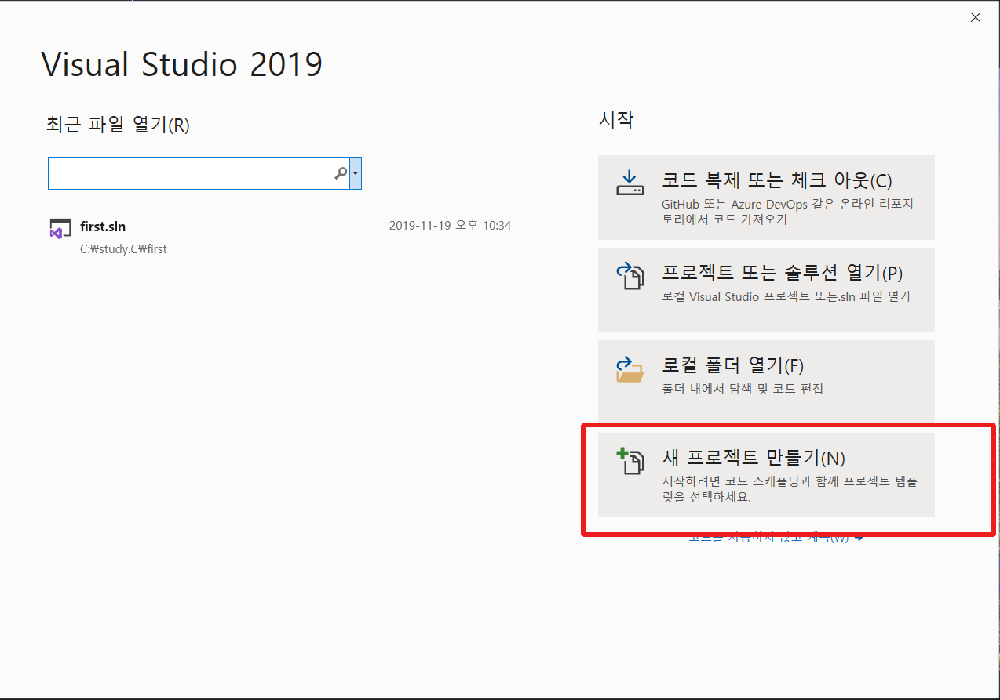 Visual Studio 2019
최근 파일 열기(R)
first.sln
2019-11-19 오후 10:34
C:₩study.C₩first
시작
코드 복제 또는 체크 아웃(C)
GitHub 또는 Azure DevOps 같은 온라인 리포지
토리에서 코드 가져오기
프로젝트 또는 솔루션 열기(P)
로컬 Visual Studio 프로젝트 또는.sln 파일 열기
로컬 폴더 열기(F)
폴더 내에서 탐색 및 코드 편집
새 프로젝트 만들기(N)
시작하려면 코드 스캐폴딩과 함께 프로젝트 템플
릿을 선택하세요.
코드를 사용하지 않고 계속(W) →